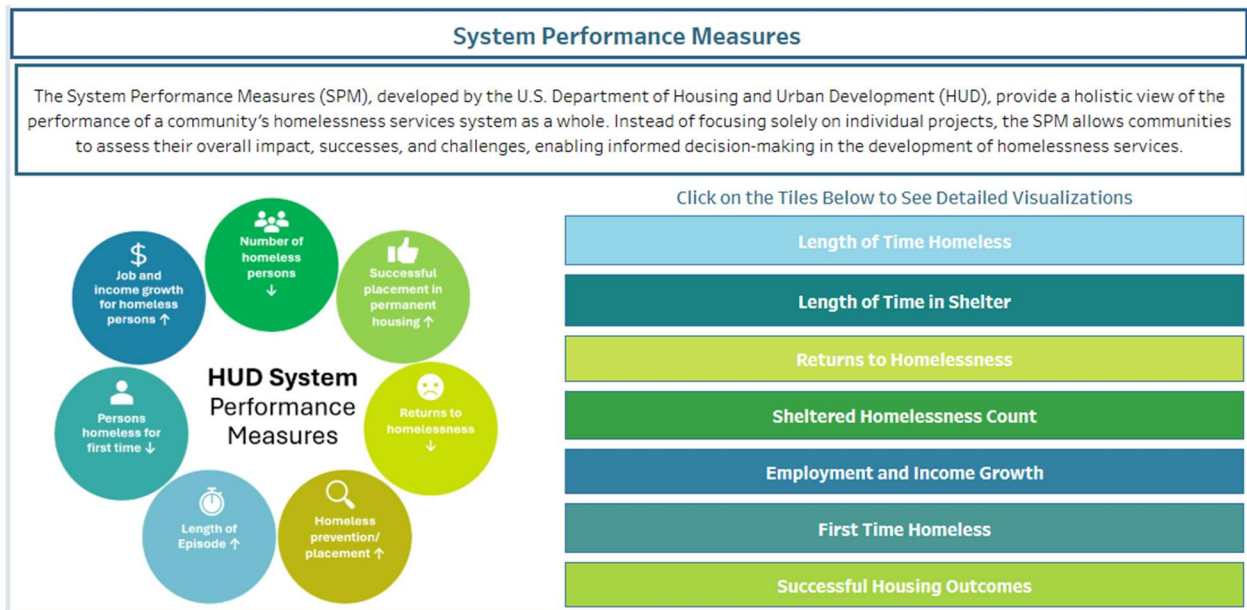 System Performance Measures
The System Performance Measures (SPM), developed by the U.S. Department of Housing and Urban Development (HUD), provide a holistic view of the
performance of a community's homelessness services system as a whole. Instead of focusing solely on individual projects, the SPM allows communities
to assess their overall impact, successes, and challenges, enabling informed decision-making in the development of homelessness services.
Number of
homeless
persons
↓
Successful
placement in
permanent
housing ↑
Returns to
homelessness
↓
Homeless
prevention/
placement ↑
Length of
Episode ↑
Persons
homeless for
first time ↓
$
Job and
income growth
for homeless
persons ↑
HUD System
Performance
Measures
Click on the Tiles Below to See Detailed Visualizations
Length of Time Homeless
Length of Time in Shelter
Returns to Homelessness
Sheltered Homelessness Count
Employment and Income Growth
First Time Homeless
Successful Housing Outcomes